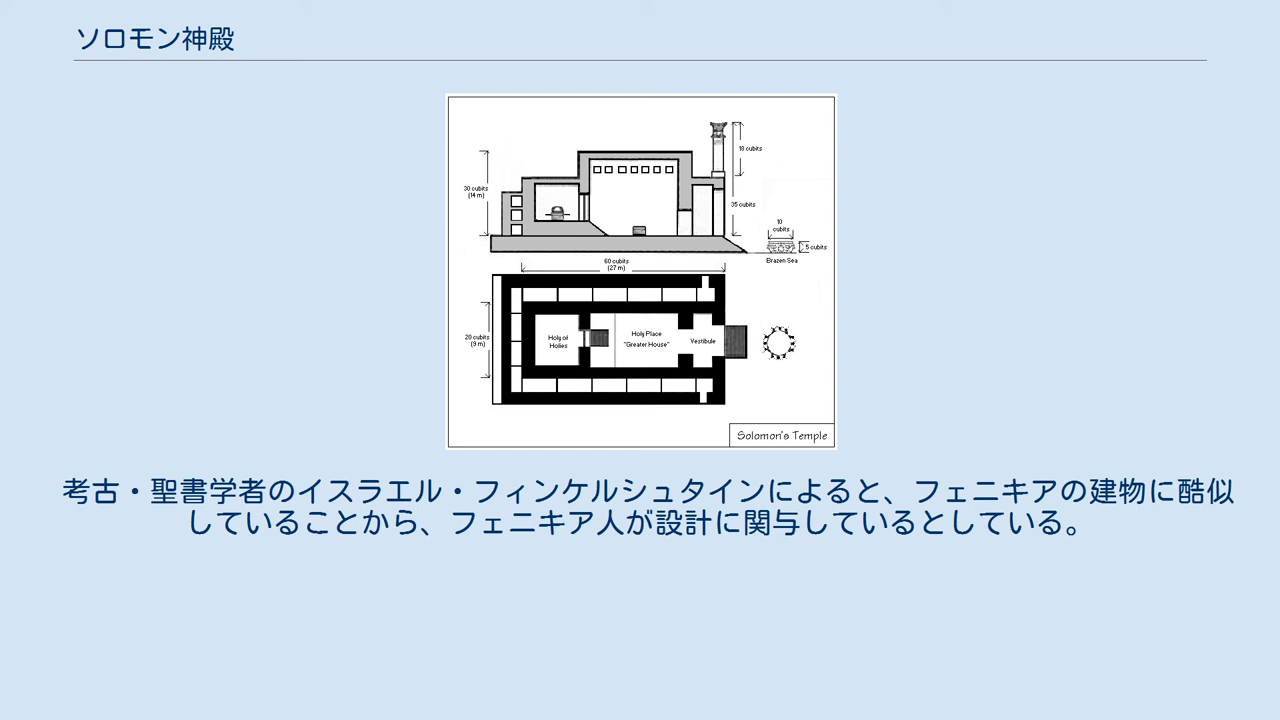 ソロモン神殿
18 cubits
30 cubits
(14 m)
35 cubits
10
cubits
5 cubits
Brazen Sea
60 cubits
(27 m)
20 cubits
(9 m)
Holy of
Holies
Holy Place
"Greater House"
Vestibule
Solomon's Temple
考古・聖書学者のイスラエル・フィンケルシュタインによると、フェニキアの建物に酷似
していることから、フェニキア人が設計に関与しているとしている。